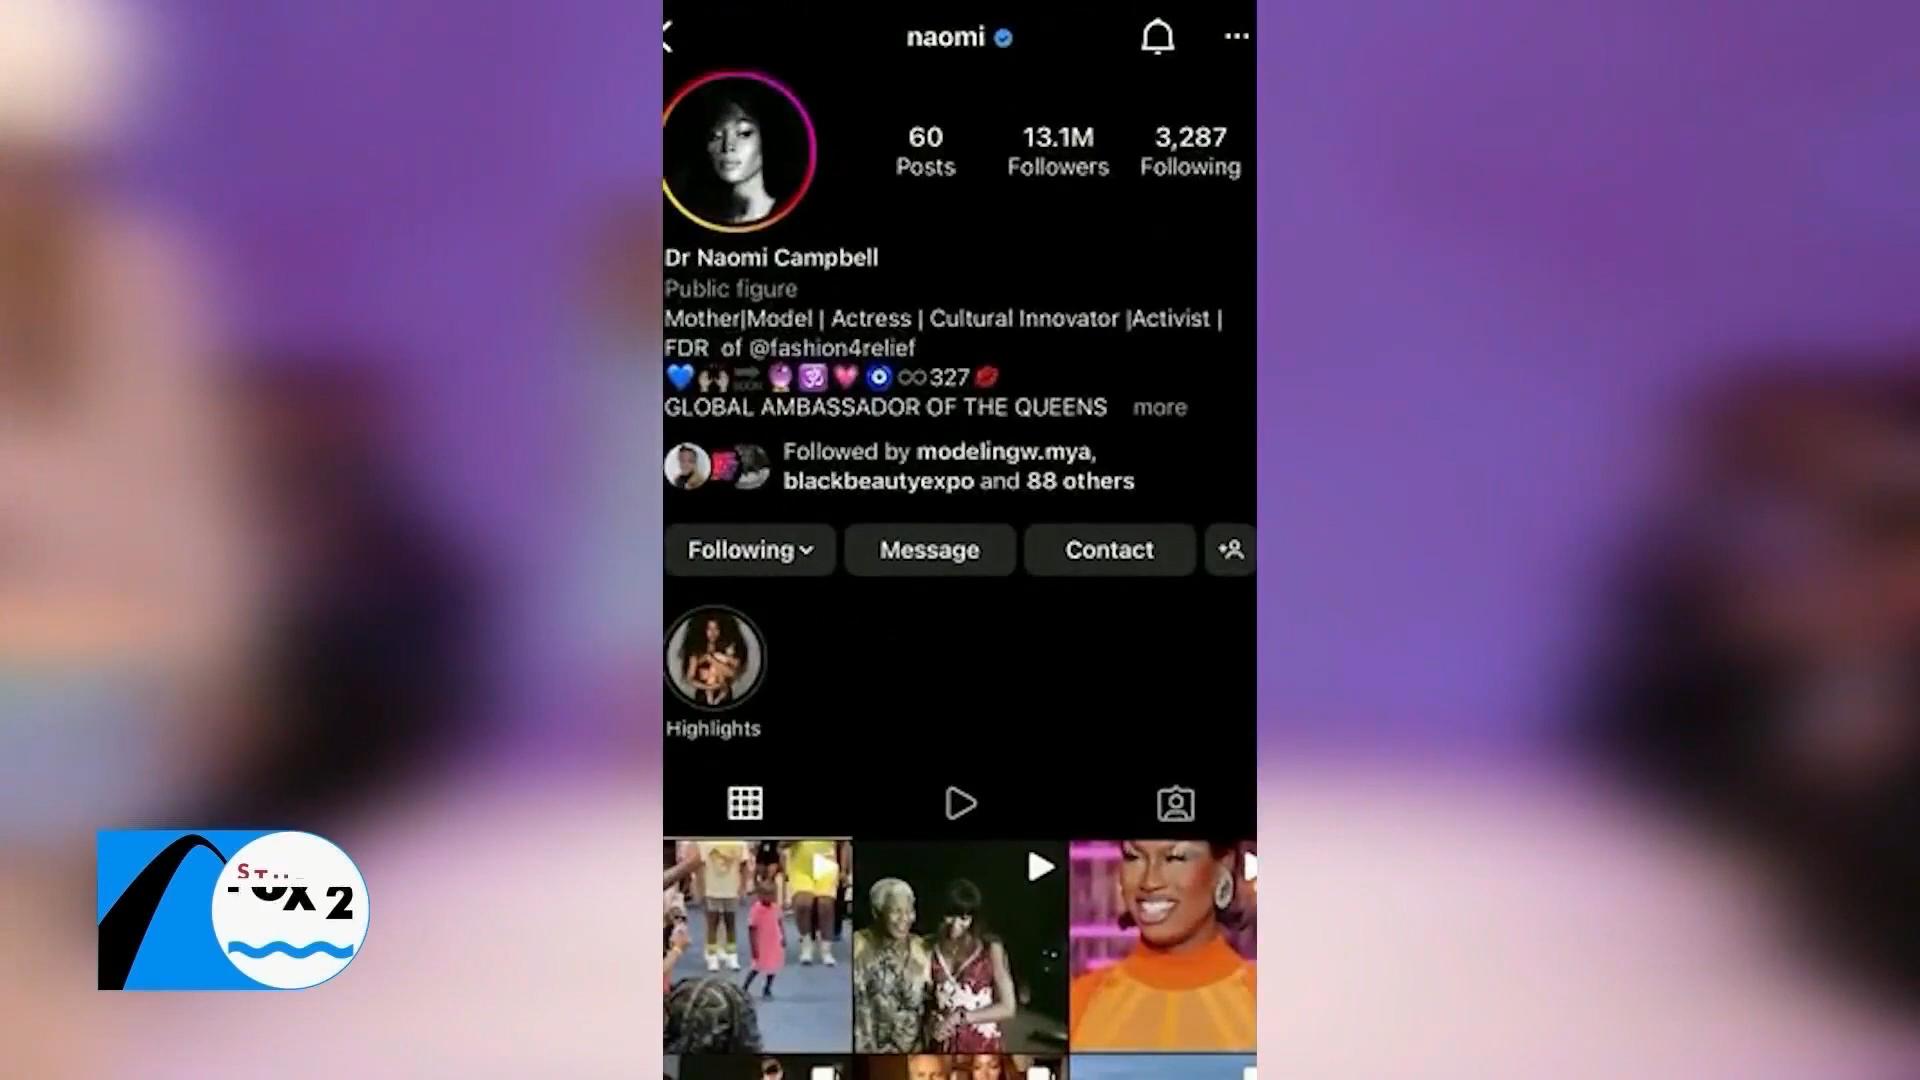 naomi
60
Posts
13.1M
Followers
3,287
Following
Dr Naomi Campbell
Public figure
Mother|Model | Actress | Cultural Innovator |Activist |
FDR of @fashion4relief
💙🙌🏾🔜🔮🕉💗🧿∞327💋
GLOBAL AMBASSADOR OF THE QUEENS more
Followed by modelingw.mya,
blackbeautyexpo and 88 others
Following
Message
Contact
Highlights
FOX 2